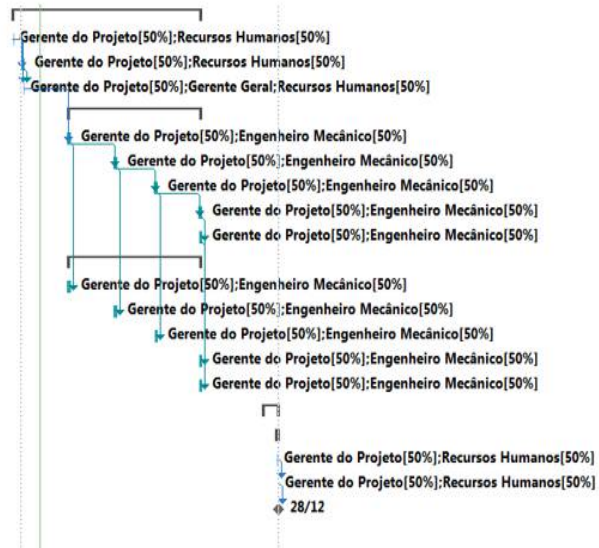 Gerente do Projeto[50%];Recursos Humanos[50%]
Gerente do Projeto[50%];Recursos Humanos[50%]
Gerente do Projeto[50%];Gerente Geral;Recursos Humanos[50%]
Gerente do Projeto[50%];Engenheiro Mecânico[50%]
Gerente do Projeto[50%];Engenheiro Mecânico[50%]
Gerente do Projeto[50%];Engenheiro Mecânico[50%]
Gerente do Projeto[50%];Engenheiro Mecânico[50%]
Gerente do Projeto[50%];Engenheiro Mecânico[50%]
Gerente do Projeto[50%];Engenheiro Mecânico[50%]
Gerente do Projeto[50%];Engenheiro Mecânico[50%]
Gerente do Projeto[50%];Engenheiro Mecânico[50%]
Gerente do Projeto[50%];Engenheiro Mecânico[50%]
Gerente do Projeto[50%];Engenheiro Mecânico[50%]
Gerente do Projeto[50%];Recursos Humanos[50%]
Gerente do Projeto[50%];Recursos Humanos[50%]
28/12